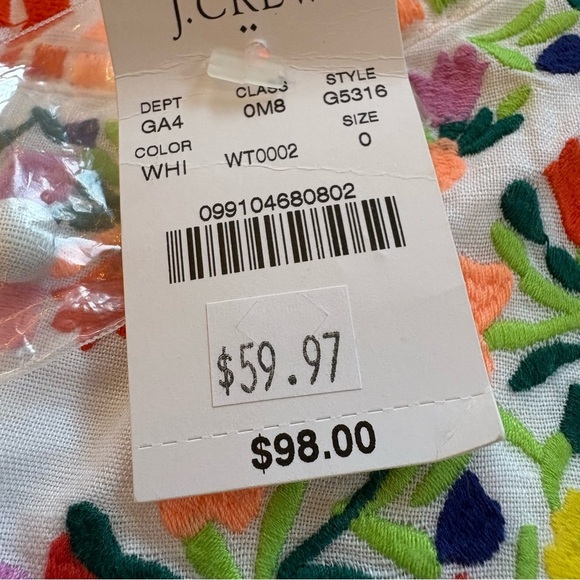 J.CREW
DEPT CLASS STYLE
GA4 0M8 G5316
COLOR SIZE
WHI WT0002 0
099104680802
$59.97
$98.00